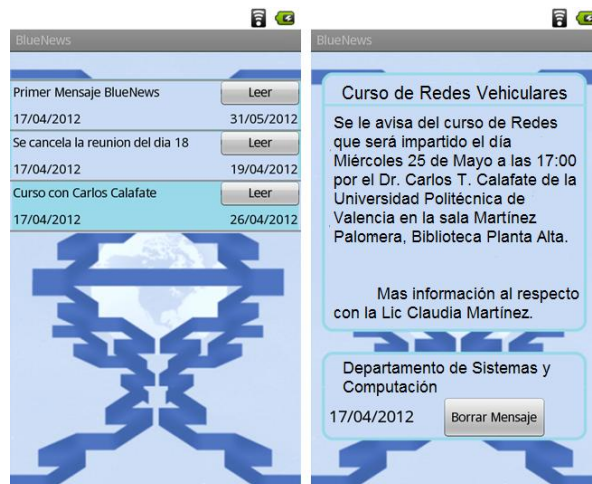 BlueNews
Primer Mensaje BlueNews Leer
17/04/2012 31/05/2012
Se cancela la reunion del dia 18 Leer
17/04/2012 19/04/2012
Curso con Carlos Calafate Leer
17/04/2012 26/04/2012
BlueNews
Curso de Redes Vehiculares
Se le avisa del curso de Redes
que será impartido el día
Miércoles 25 de Mayo a las 17:00
por el Dr. Carlos T. Calafate de la
Universidad Politécnica de
Valencia en la sala Martínez
Palomera, Biblioteca Planta Alta.
Mas información al respecto
con la Lic Claudia Martínez.
Departamento de Sistemas y
Computación
17/04/2012 Borrar Mensaje